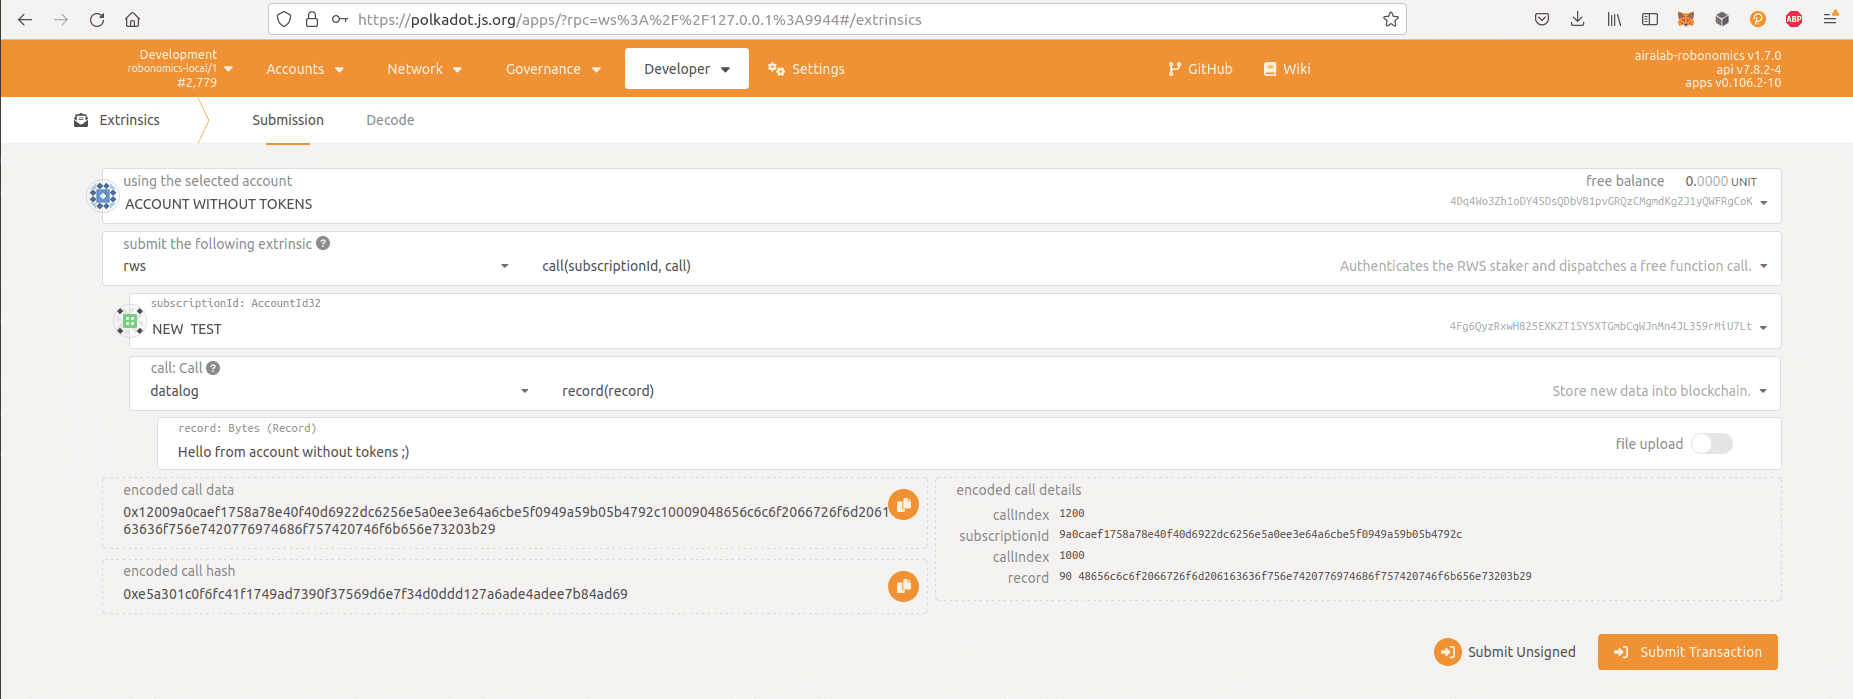 https://polkadot.js.org/apps/?rpc=ws%3A%2F%2F127.0.0.1%3A9944#/extrinsics
ABP
Development
robonomics-local/1
#2,779
Accounts
Network
Governance
Developer
Settings
GitHub
Wiki
airalab-robonomics v1.7.0
api v7.8.2-4
apps v0.106.2-10
Extrinsics
Submission
Decode
using the selected account
ACCOUNT WITHOUT TOKENS
free balance 0.0000 UNIT
4Dq4Wo3Zh1oDY4SDsQDbVB1pvGRQzCMgmdKg2J1yQWFRgCoK
submit the following extrinsic ?
rws
call(subscriptionId, call)
Authenticates the RWS staker and dispatches a free function call.
subscriptionId: AccountId32
NEW TEST
4Fg6QyzRxwH825EXK2T15YSXTGmbCqWJnMn4JL359rMiU7Lt
call: Call ?
datalog
record(record)
Store new data into blockchain.
record: Bytes (Record)
Hello from account without tokens ;)
file upload
encoded call data
0x12009a0caef1758a78e40f40d6922dc6256e5a0ee3e64a6cbe5f0949a59b05b4792c10009048656c6c6f2066726f6d2061
63636f756e7420776974686f757420746f6b656e73203b29
encoded call details
callIndex 1200
subscriptionId 9a0caef1758a78e40f40d6922dc6256e5a0ee3e64a6cbe5f0949a59b05b4792c
callIndex 1000
record 90 48656c6c6f2066726f6d206163636f756e7420776974686f757420746f6b656e73203b29
encoded call hash
0xe5a301c0f6fc41f1749ad7390f37569d6e7f34d0ddd127a6ade4adee7b84ad69
Submit Unsigned
Submit Transaction